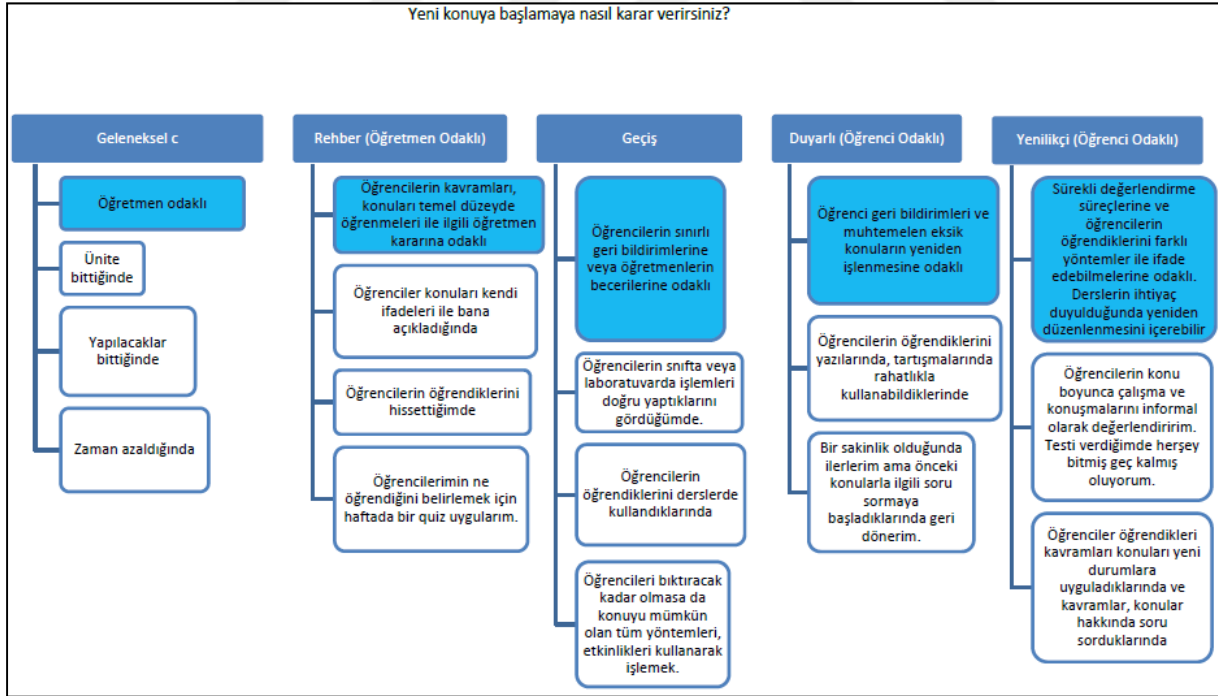 Yeni konuya başlamaya nasıl karar verirsiniz?
Geleneksel c
Öğretmen odaklı
Ünite
bittiğinde
Yapılacaklar
bittiğinde
Zaman azaldığında
Rehber (Öğretmen Odaklı)
Öğrencilerin kavramları,
konuları temel düzeyde
öğrenmeleri ile ilgili öğretmen
kararına odaklı
Öğrenciler konuları kendi
ifadeleri ile bana
açıkladığında
Öğrencilerin öğrendiklerini
hissettiğimde
Öğrencilerimin ne
öğrendiğini belirlemek için
haftada bir quiz uygularım.
Geçiş
Öğrencilerin sınırlı
geri bildirimlerine
veya öğretmenlerin
becerilerine odaklı
Öğrencilerin snıfta veya
laboratuvarda işlemleri
doğru yaptıklarını
gördüğümde.
Öğrencilerin
öğrendiklerini derslerde
kullandıklarında
Öğrencileri bıktıracak
kadar olmasa da
konuyu mümkün
olan tüm yöntemleri,
etkinlikleri kullanarak
işlemek.
Duyarlı (Öğrenci Odaklı)
Öğrenci geri bildirimleri ve
muhtemelen eksik
konuların yeniden
işlenmesine odaklı
Öğrencilerin öğrendiklerini
yazılarında, tartışmalarında
rahatlıkla
kullanabildiklerinde
Bir sakinlik olduğunda
ilerlerim ama önceki
konularla ilgili soru
sormaya
başladıklarında geri
dönerim.
Yenilikçi (Öğrenci Odaklı)
Sürekli değerlendirme
süreçlerine ve
öğrencilerin
öğrendiklerini farklı
yöntemler ile ifade
edebilmelerine odaklı.
Derslerin ihtiyaç
duyulduğunda yeniden
düzenlenmesini içerebilir
Öğrencilerin konu
boyunca çalışma ve
konuşmalarını informal
olarak değerlendiririm.
Testi verdiğimde herşey
bitmiş geç kalmış
oluyorum.
Öğrenciler öğrendikleri
kavramları konuları yeni
durumlara
uyguladıklarında ve
kavramlar, konular
hakkında soru
sorduklarında